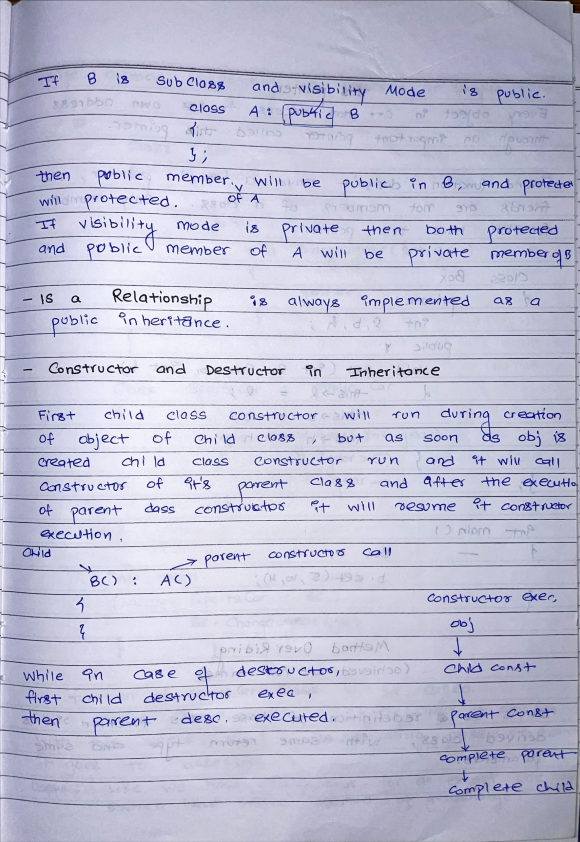 If B is SubClass and visibility Mode is public.
class A : public B
{
};
then public member of A will be public in B, and protected
will protected.
If visibility mode is private then both protected
and public member of A will be private member of B
- IS a Relationship is always implemented as a
public inheritance.
- Constructor and Destructor in Inheritance
First child class constructor will run during creation
of object of child class, but as soon as obj is
created child class constructor run and it will call
constructor of it's parent class and after the executio
of parent class constructor it will resume it constructor
execution.
Child
→ parent constructor call
B() : A()
{
}
while in case of destructor,
first child destructor exec,
then parent desc. executed.
constructor exec.
obj
↓
Child const
↓
Parent const
↓
complete parent
↓
complete child